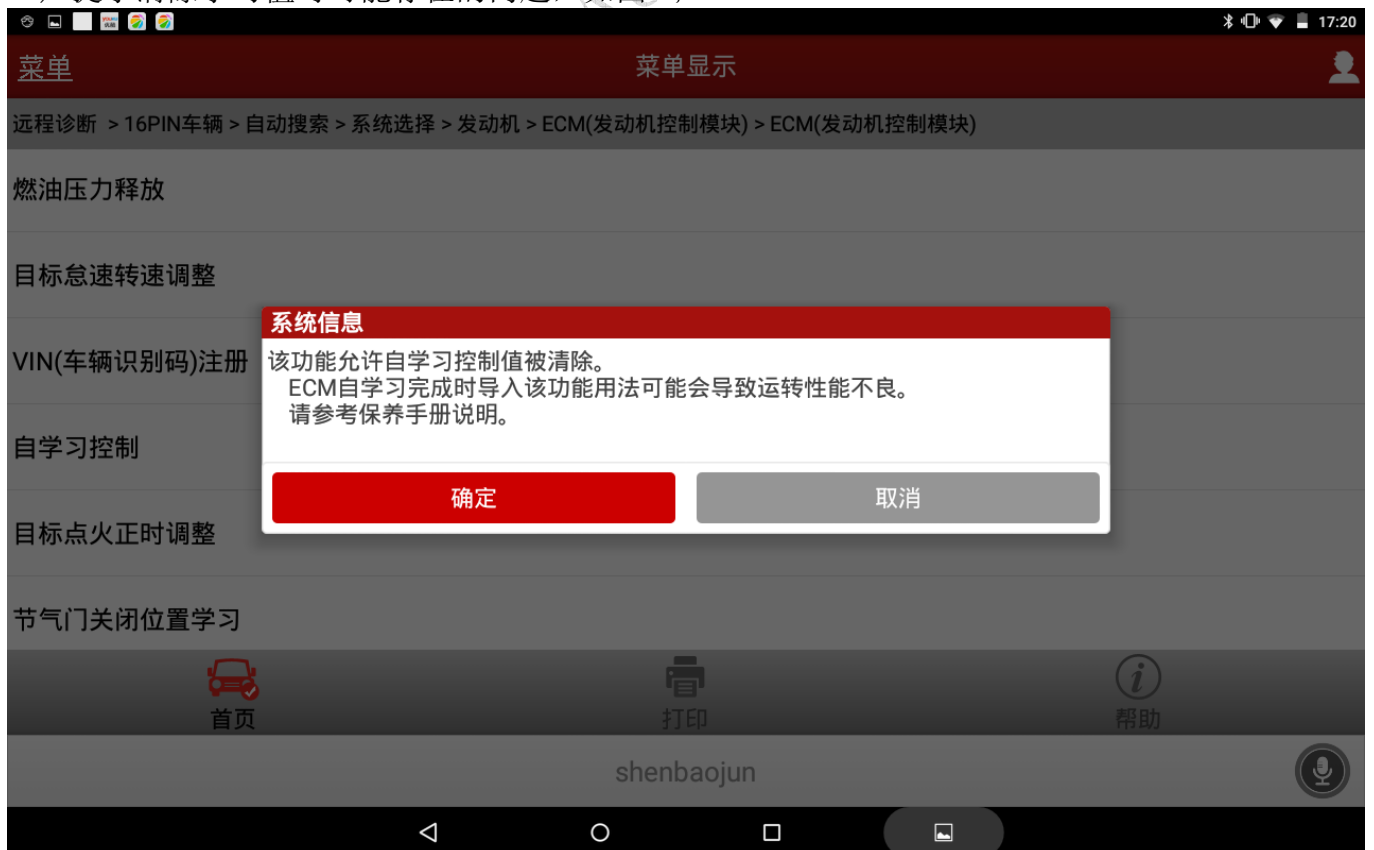 17:20
菜单
菜单显示
远程诊断 > 16PIN车辆 > 自动搜索 > 系统选择 > 发动机 > ECM(发动机控制模块) > ECM(发动机控制模块)
燃油压力释放
目标怠速转速调整
VIN(车辆识别码)注册
自学习控制
目标点火正时调整
节气门关闭位置学习
系统信息
该功能允许自学习控制值被清除。
ECM自学习完成时导入该功能用法可能会导致运转性能不良。
请参考保养手册说明。
确定
取消
首页
打印
帮助
shenbaojun